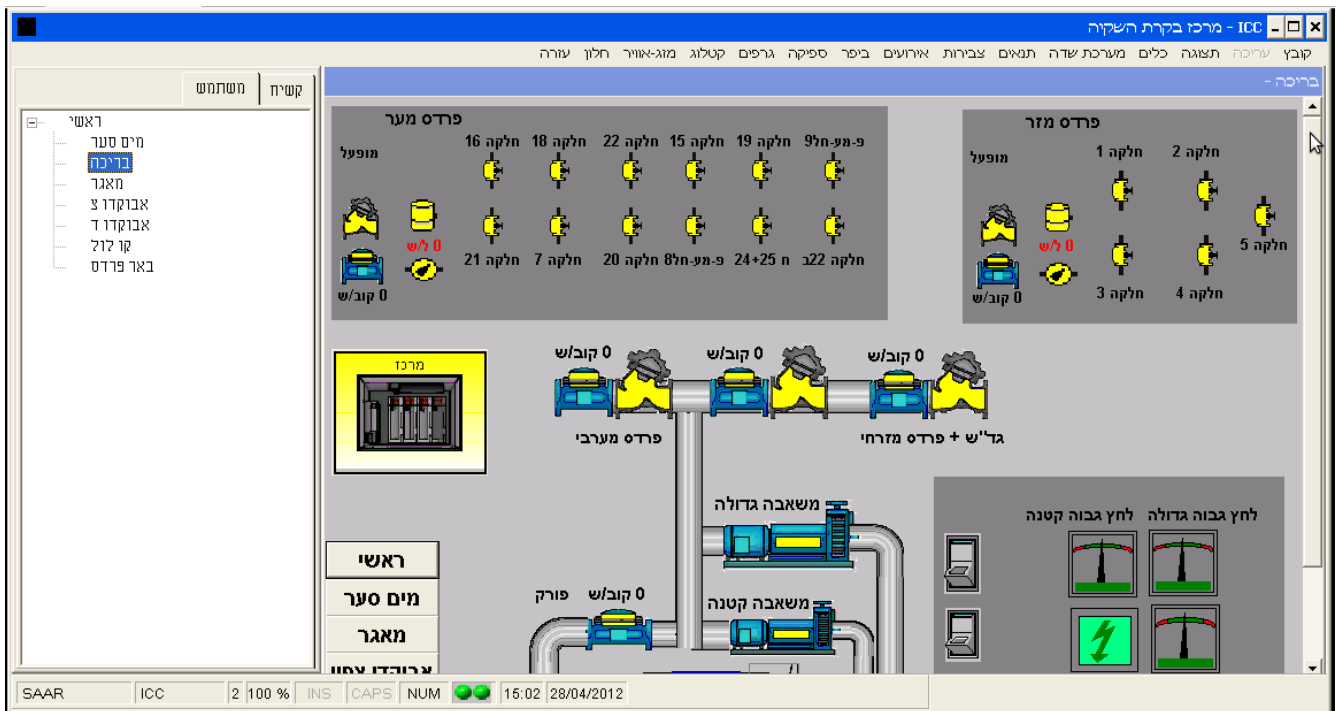 ICC - מרכז בקרת השקיה
קובץ עריכה תצוגה כלים מערכת שדה תנאים צבירות אירועים ביפר ספיקה גרפים קטלוג מזג-אוויר חלון עזרה
בריכה -
קשיח משתמש
ראשי
מים סער
בריכה
מאגר
אבוקדו צ
אבוקדו ד
קו לול
באר פרדס
פרדס מזר
מופעל
חלקה 1 חלקה 2
0 ל/ש
חלקה 5
0 קוב/ש
חלקה 3 חלקה 4
פרדס מער
מופעל
חלקה 16 חלקה 18 חלקה 22 חלקה 15 חלקה 19 פ-מע-חל9
0 ל/ש
חלקה 21 חלקה 7 חלקה 20 פ-מע-חל8 ח 24+25 חלקה 22ב
0 קוב/ש
מרכז
0 קוב/ש 0 קוב/ש 0 קוב/ש
פרדס מערבי
גד"ש + פרדס מזרחי
משאבה גדולה
לחץ גבוה גדולה לחץ גבוה קטנה
0 קוב/ש פורק
משאבה קטנה
ראשי
מים סער
מאגר
אבוקדו צפון
SAAR ICC 2 100 % INS CAPS NUM 15:02 28/04/2012